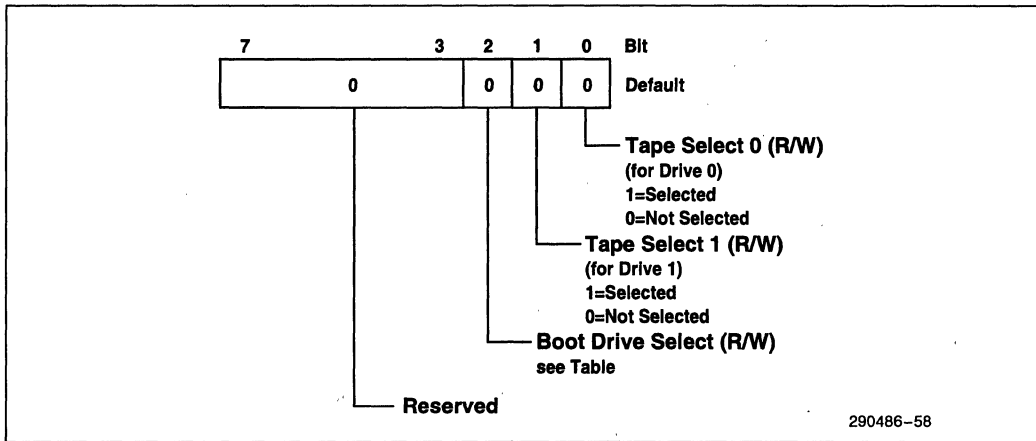 7 3 2 1 0 Bit
0 0 0 0 Default
Tape Select 0 (R/W)
(for Drive 0)
1=Selected
0=Not Selected
Tape Select 1 (R/W)
(for Drive 1)
1=Selected
0=Not Selected
Boot Drive Select (R/W)
see Table
Reserved
290486–58